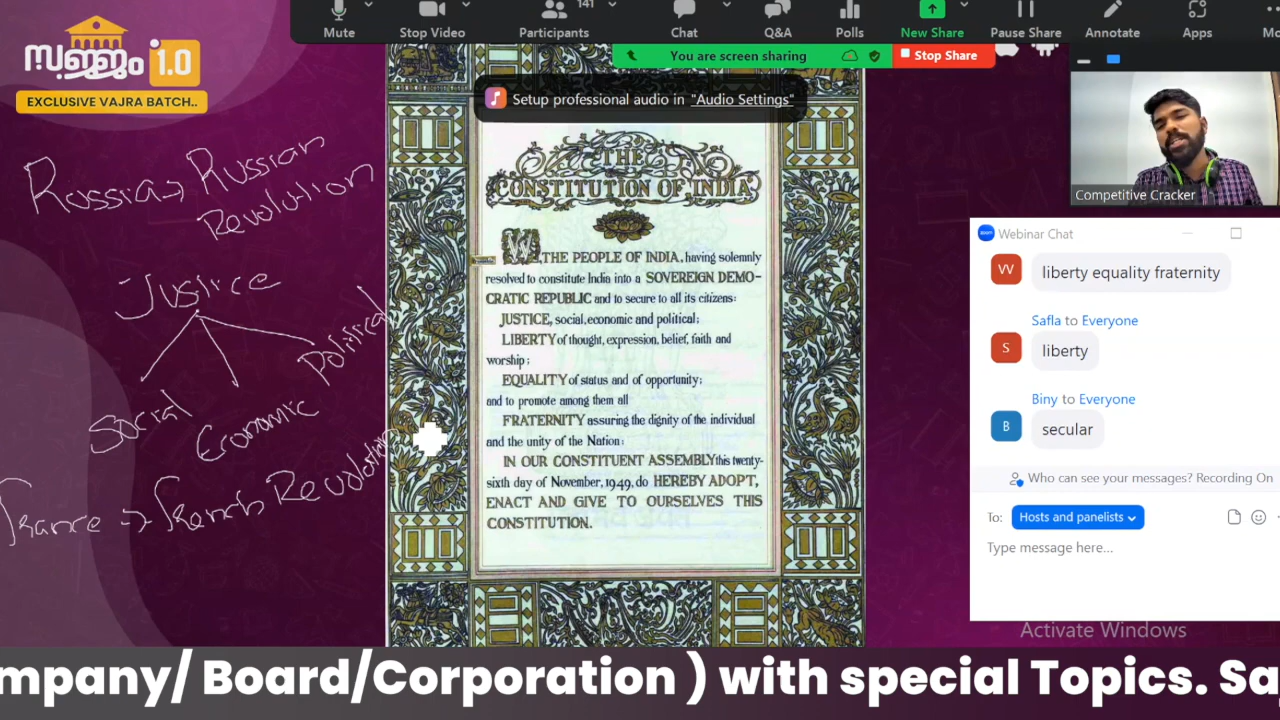 സ്വജ്ഞം 1.0
EXCLUSIVE VAJRA BATCH..
Mute
Stop Video
141
Participants
Chat
Q&A
Polls
New Share
Pause Share
Annotate
Apps
You are screen sharing
Stop Share
Setup professional audio in "Audio Settings"
Russia → Russian
Revolution
Justice
Social
Economic
Political
France → French Revolution
THE
CONSTITUTION OF INDIA
WE, THE PEOPLE OF INDIA, having solemnly
resolved to constitute India into a SOVEREIGN DEMO-
CRATIC REPUBLIC and to secure to all its citizens:
JUSTICE, social, economic and political;
LIBERTY of thought, expression, belief, faith and
worship;
EQUALITY of status and of opportunity;
and to promote among them all
FRATERNITY assuring the dignity of the individual
and the unity of the Nation;
IN OUR CONSTITUENT ASSEMBLY this twenty-
sixth day of November, 1949, do HEREBY ADOPT,
ENACT AND GIVE TO OURSELVES THIS
CONSTITUTION.
Competitive Cracker
zoom
Webinar Chat
VV
liberty equality fraternity
Safla to Everyone
S
liberty
Biny to Everyone
B
secular
Who can see your messages? Recording On
To: Hosts and panelists
Type message here...
Activate Windows
mpany/ Board/Corporation ) with special Topics. Sa